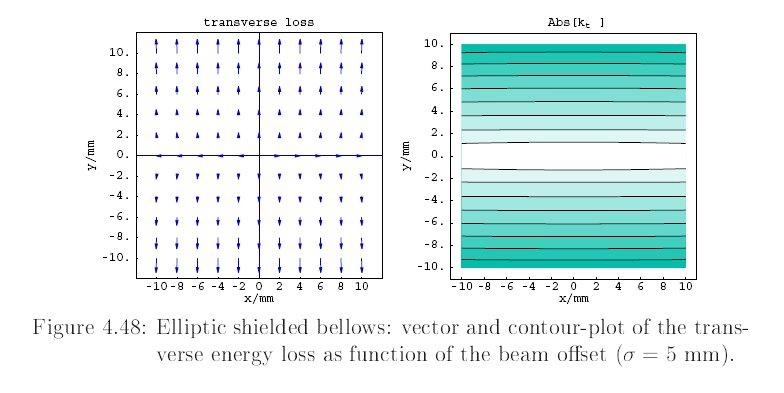 transverse loss
Abs[kt ]
10.
8.
6.
4.
2.
0.
-2.
-4.
-6.
-8.
-10.
y/mm
-10 -8 -6 -4 -2 0 2 4 6 8 10
x/mm
10.
8.
6.
4.
2.
0.
-2.
-4.
-6.
-8.
-10.
y/mm
-10 -8 -6 -4 -2 0 2 4 6 8 10
x/mm
Figure 4.48: Elliptic shielded bellows: vector and contour-plot of the trans-
verse energy loss as function of the beam offset (σ = 5 mm).